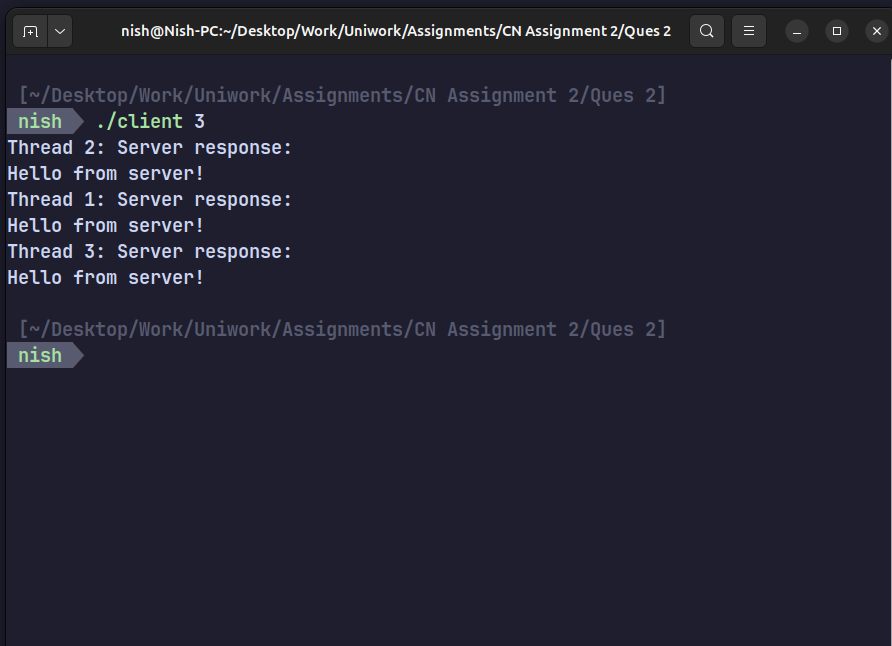 nish@Nish-PC:~/Desktop/Work/Uniwork/Assignments/CN Assignment 2/Ques 2
[~/Desktop/Work/Uniwork/Assignments/CN Assignment 2/Ques 2]
nish ./client 3
Thread 2: Server response:
Hello from server!
Thread 1: Server response:
Hello from server!
Thread 3: Server response:
Hello from server!
[~/Desktop/Work/Uniwork/Assignments/CN Assignment 2/Ques 2]
nish